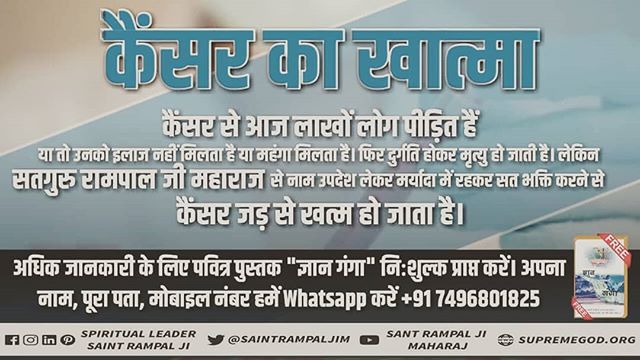 कैंसर का खात्मा
कैंसर से आज लाखों लोग पीड़ित हैं
या तो उनको इलाज नहीं मिलता है या महंगा मिलता है। फिर दुर्गति होकर मृत्यु हो जाती है। लेकिन
सतगुरु रामपाल जी महाराज से नाम उपदेश लेकर मर्यादा में रहकर सत भक्ति करने से
कैंसर जड़ से खत्म हो जाता है।
अधिक जानकारी के लिए पवित्र पुस्तक "ज्ञान गंगा" नि:शुल्क प्राप्त करें। अपना
नाम, पूरा पता, मोबाइल नंबर हमें Whatsapp करें +91 7496801825
FREE
ज्ञान गंगा
FREE
SPIRITUAL LEADER
SAINT RAMPAL JI
@SAINTRAMPALJIM
SANT RAMPAL JI
MAHARAJ
SUPREMEGOD.ORG